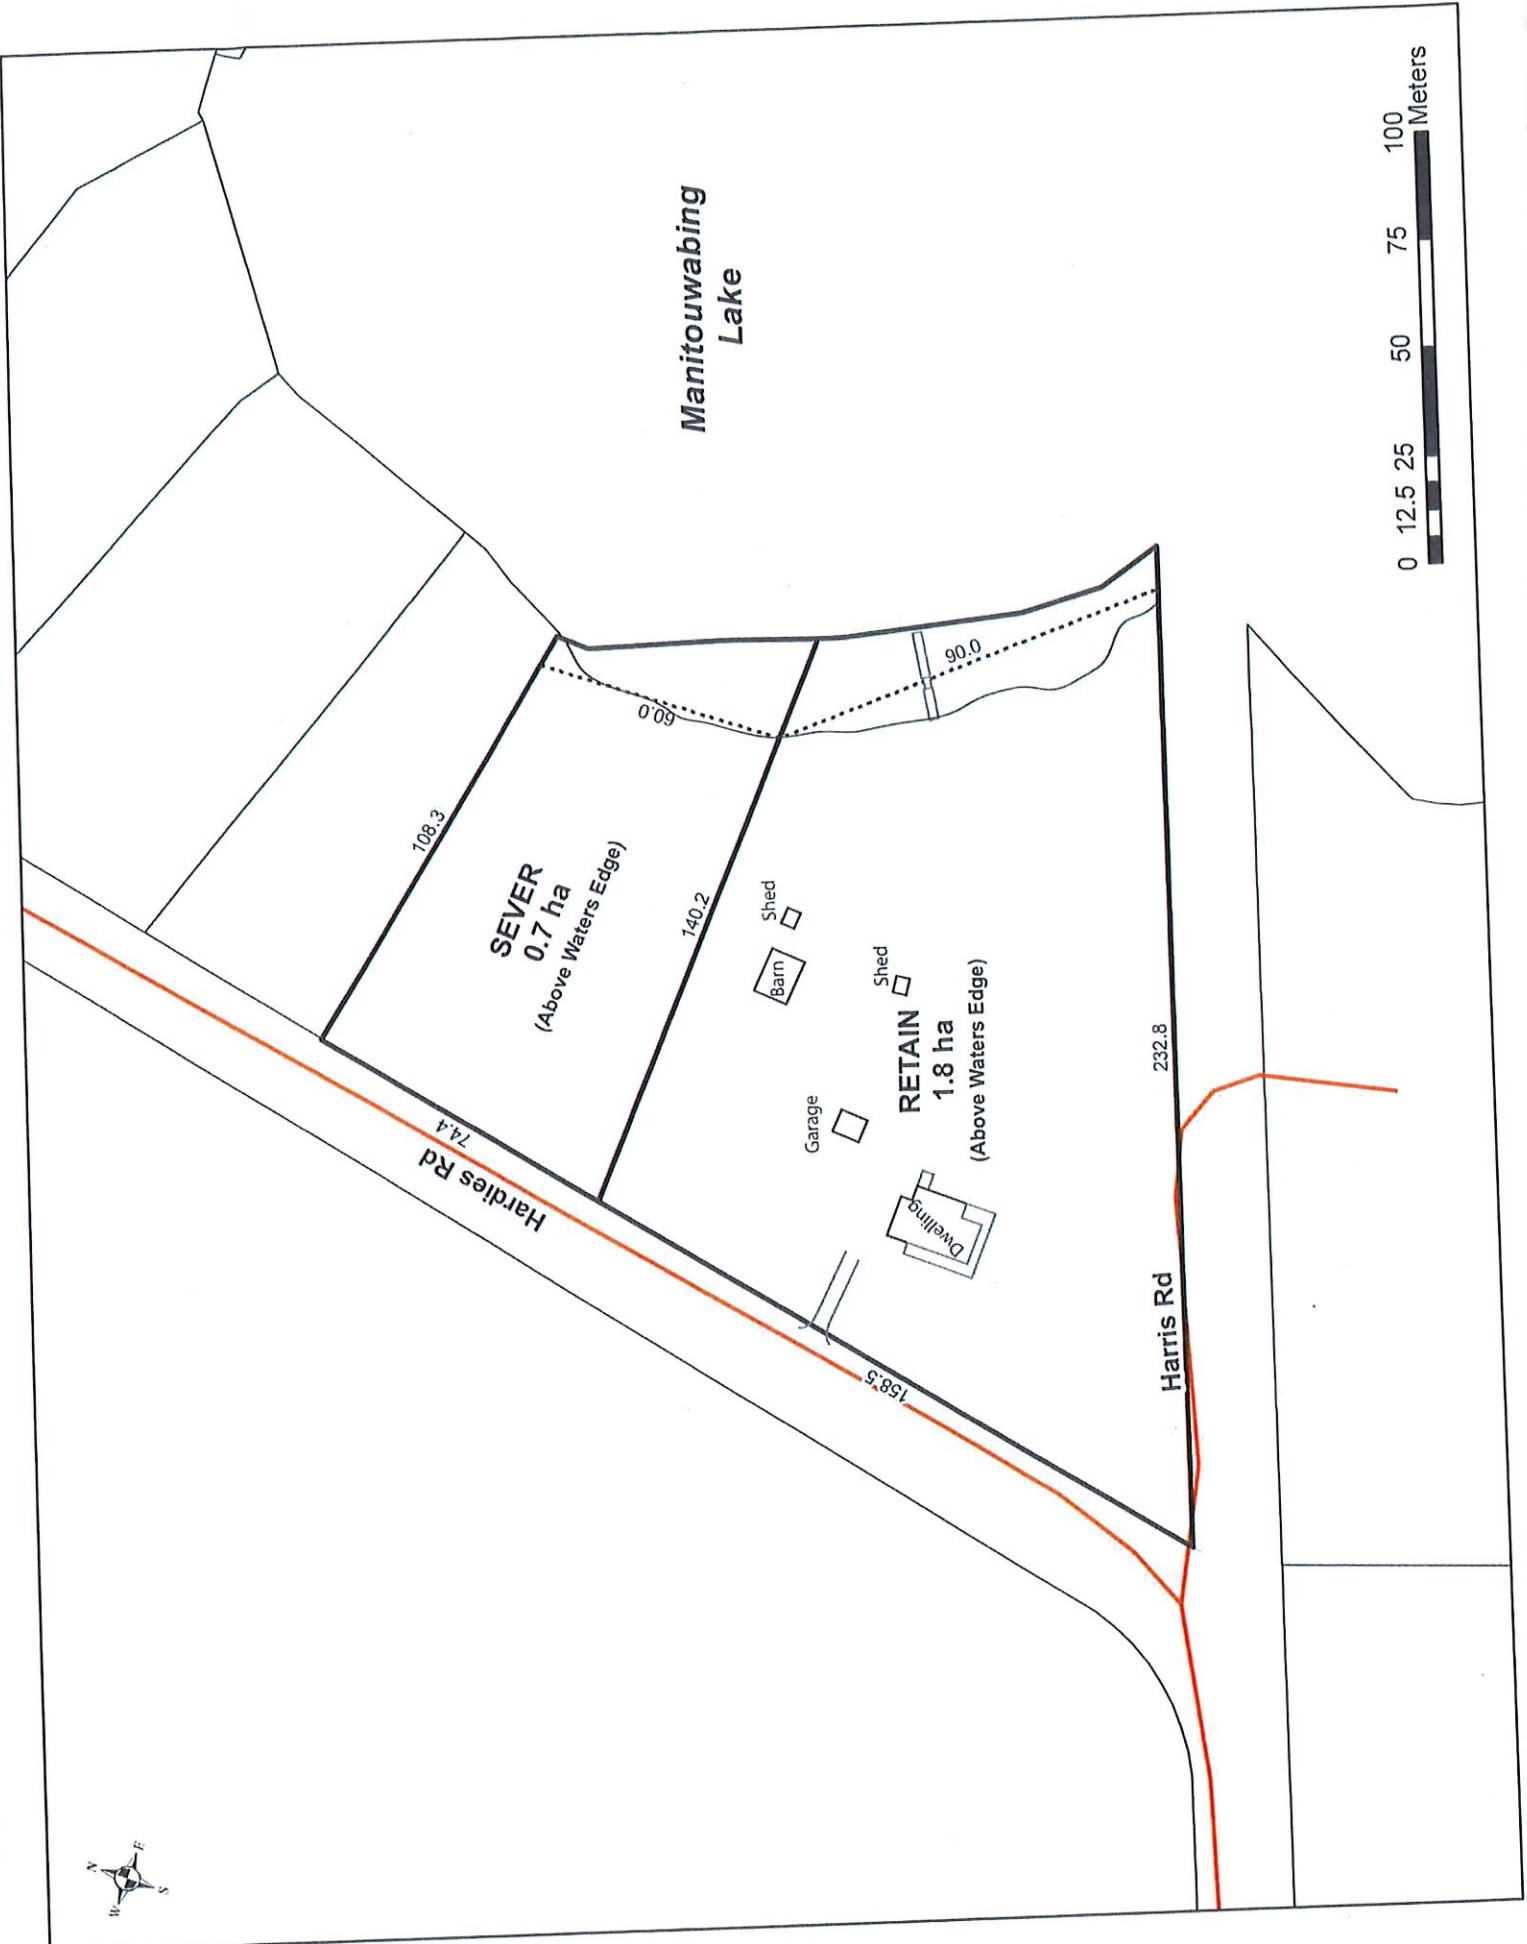 Manitouwabing
Lake
108.3
SEVER
0.7 ha
(Above Waters Edge)
60.0
74.4
Hardies Rd
140.2
Shed
Barn
Shed
90.0
RETAIN
1.8 ha
(Above Waters Edge)
Garage
Dwelling
158.5
232.8
Harris Rd
0 12.5 25 50 75 100
Meters
N
E
S
W